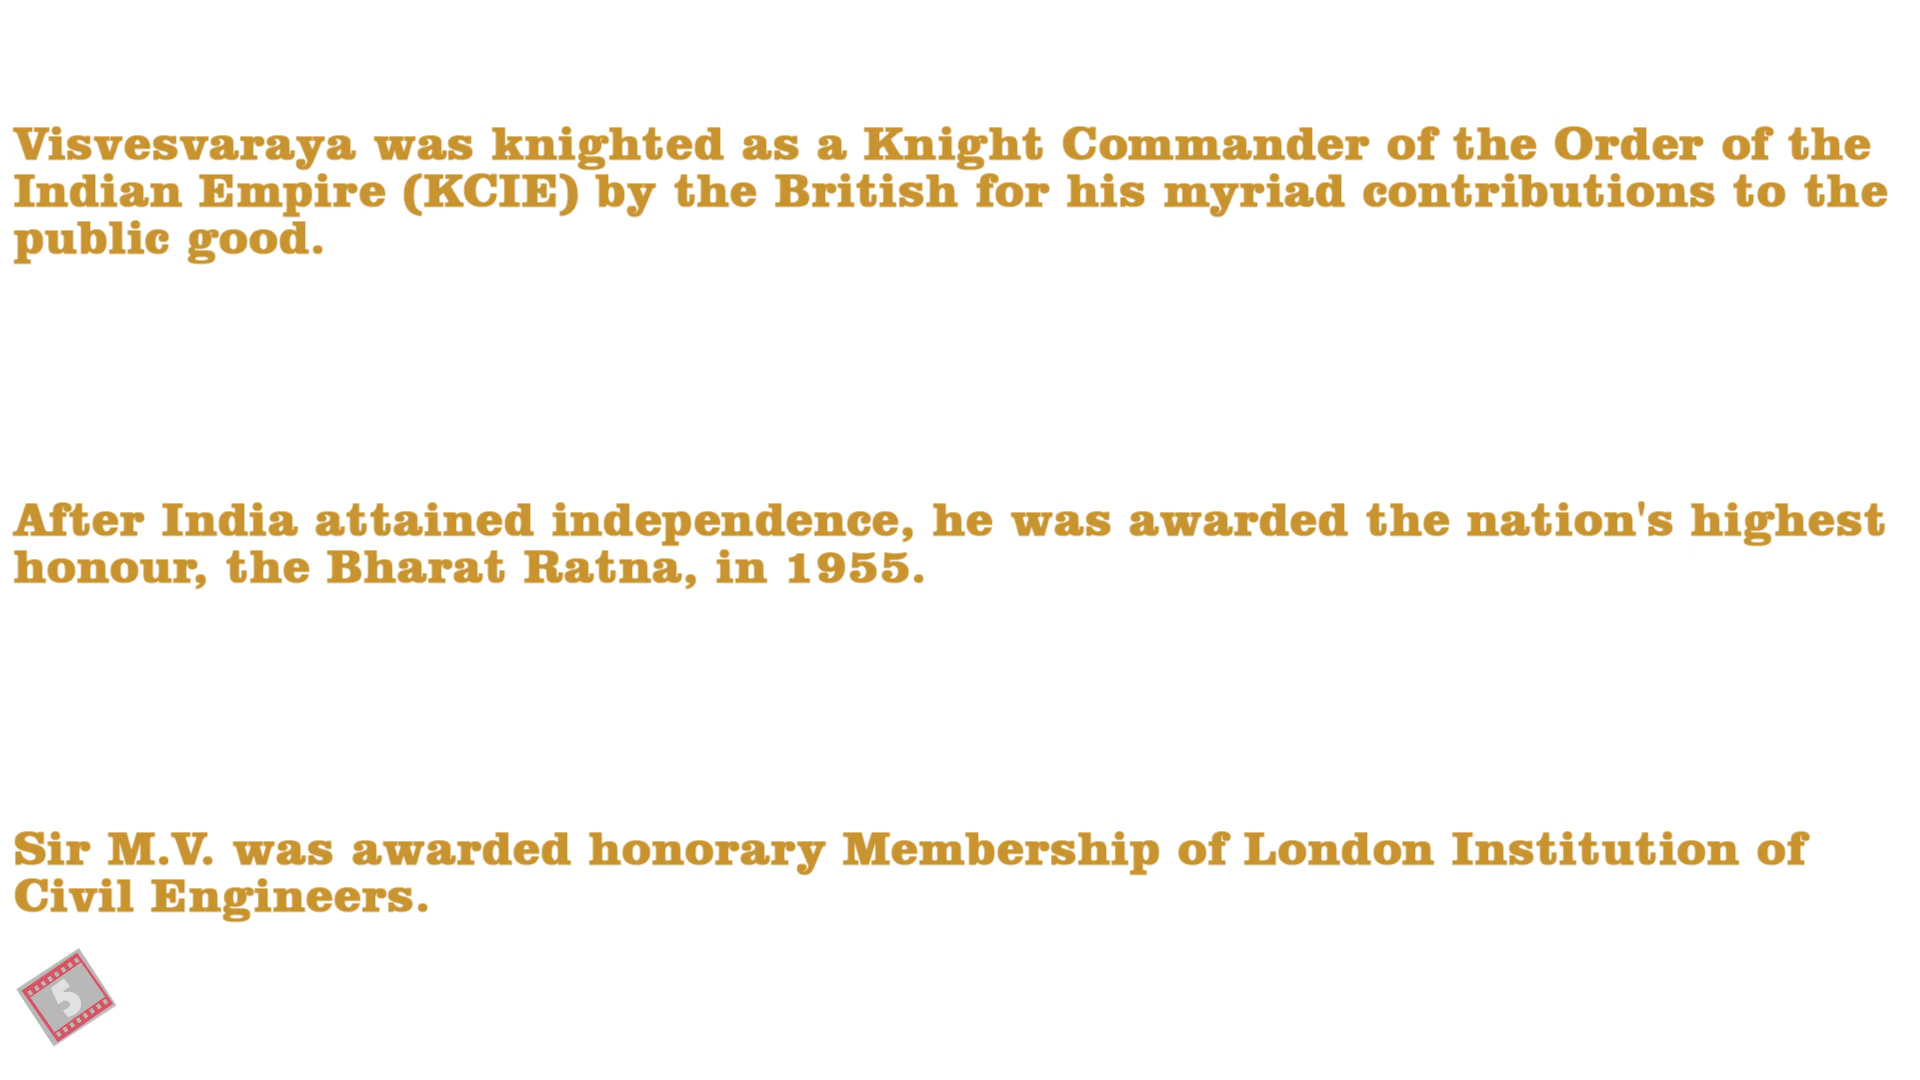 Visvesvaraya was knighted as a Knight Commander of the Order of the
Indian Empire (KCIE) by the British for his myriad contributions to the
public good.
After India attained independence, he was awarded the nation's highest
honour, the Bharat Ratna, in 1955.
Sir M.V. was awarded honorary Membership of London Institution of
Civil Engineers.
5